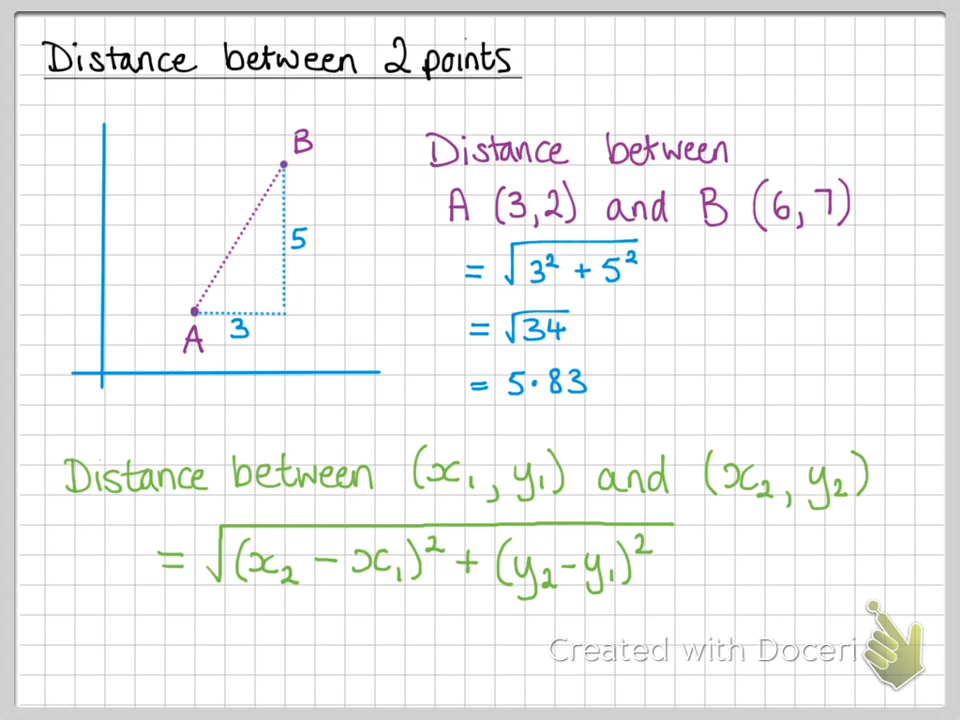 Distance between 2 points
B
5
3
A
Distance between
A (3,2) and B (6,7)
= √3² + 5²
= √34
= 5·83
Distance between (x₁, y₁) and (x₂, y₂)
= √(x₂ − x₁)² + (y₂ − y₁)²
Created with Doceri